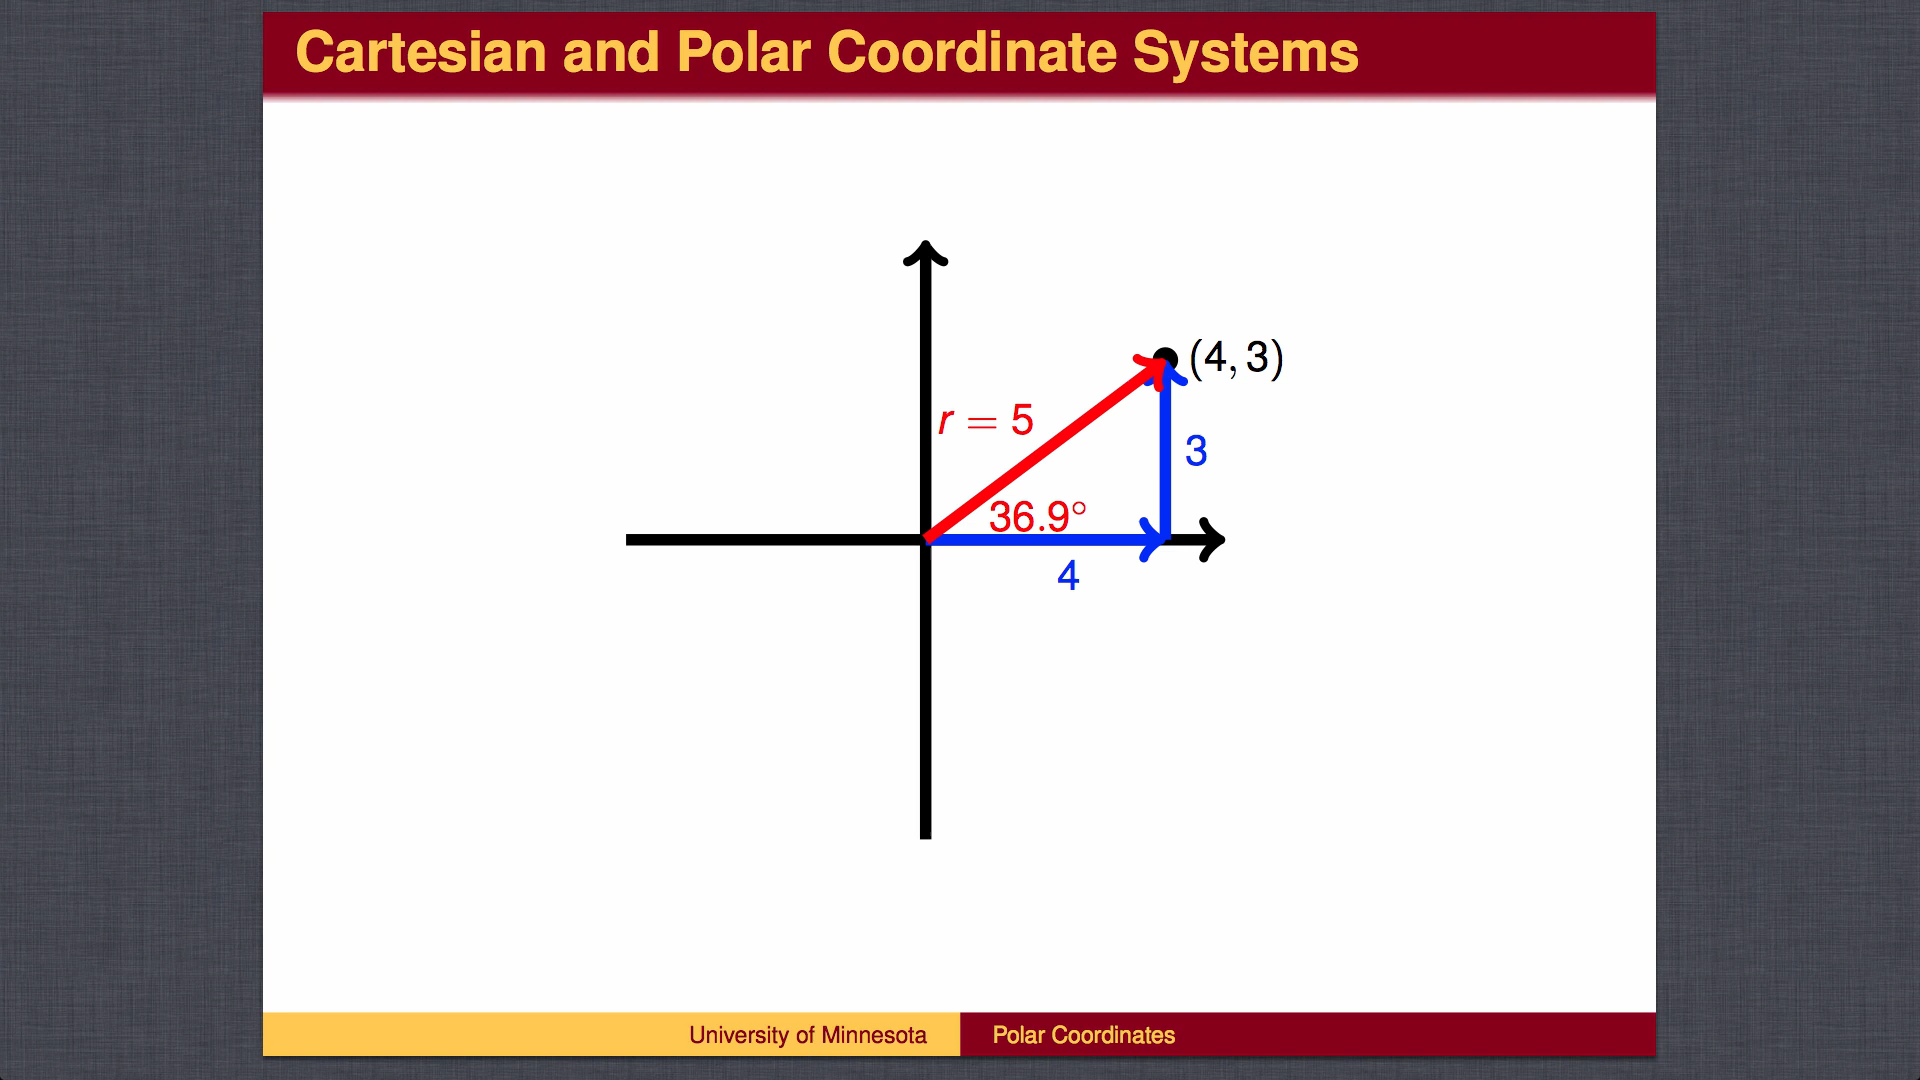 Cartesian and Polar Coordinate Systems
(4, 3)
r = 5
3
36.9°
4
University of Minnesota
Polar Coordinates